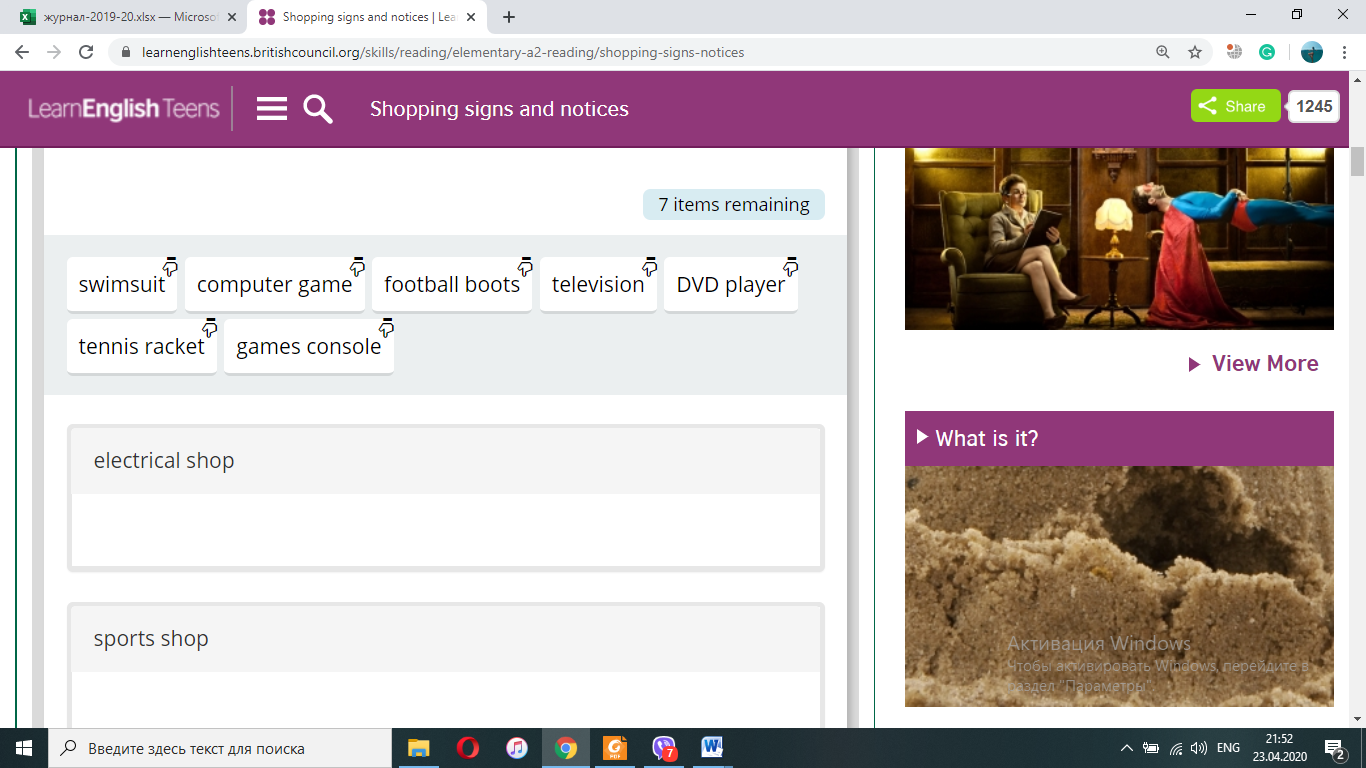 журнал-2019-20.xlsx — Microsof
Shopping signs and notices | Lea
learnenglishteens.britishcouncil.org/skills/reading/elementary-a2-reading/shopping-signs-notices
LearnEnglish Teens
Shopping signs and notices
Share
1245
7 items remaining
swimsuit computer game football boots television DVD player
tennis racket games console
View More
electrical shop
What is it?
sports shop
Активация Windows
Чтобы активировать Windows, перейдите в
раздел "Параметры".
Введите здесь текст для поиска
PDF
7
ENG
21:52
23.04.2020
2